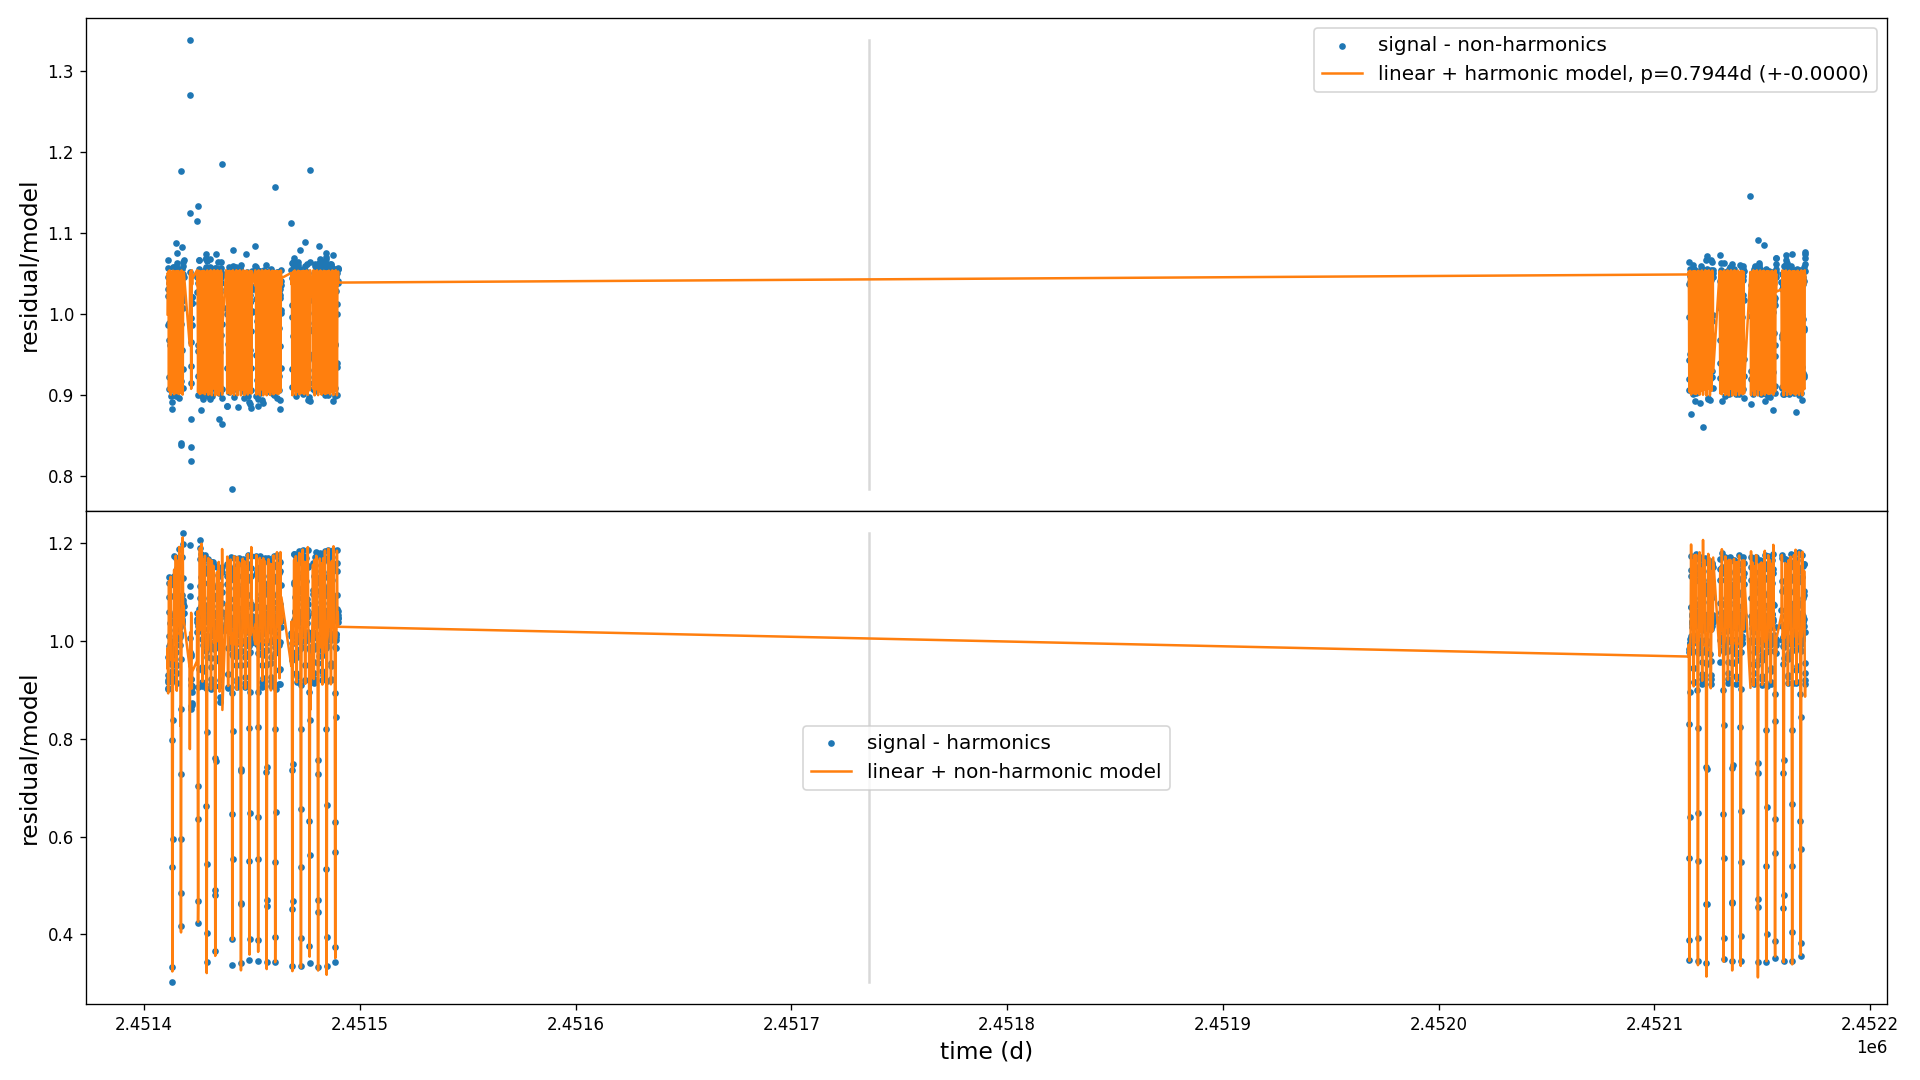 signal - non-harmonics
linear + harmonic model, p=0.7944d (+-0.0000)
1.3
1.2
1.1
1.0
0.9
0.8
residual/model
1.2
1.0
0.8
0.6
0.4
residual/model
signal - harmonics
linear + non-harmonic model
2.4514 2.4515 2.4516 2.4517 2.4518 2.4519 2.4520 2.4521 2.4522
1e6
time (d)